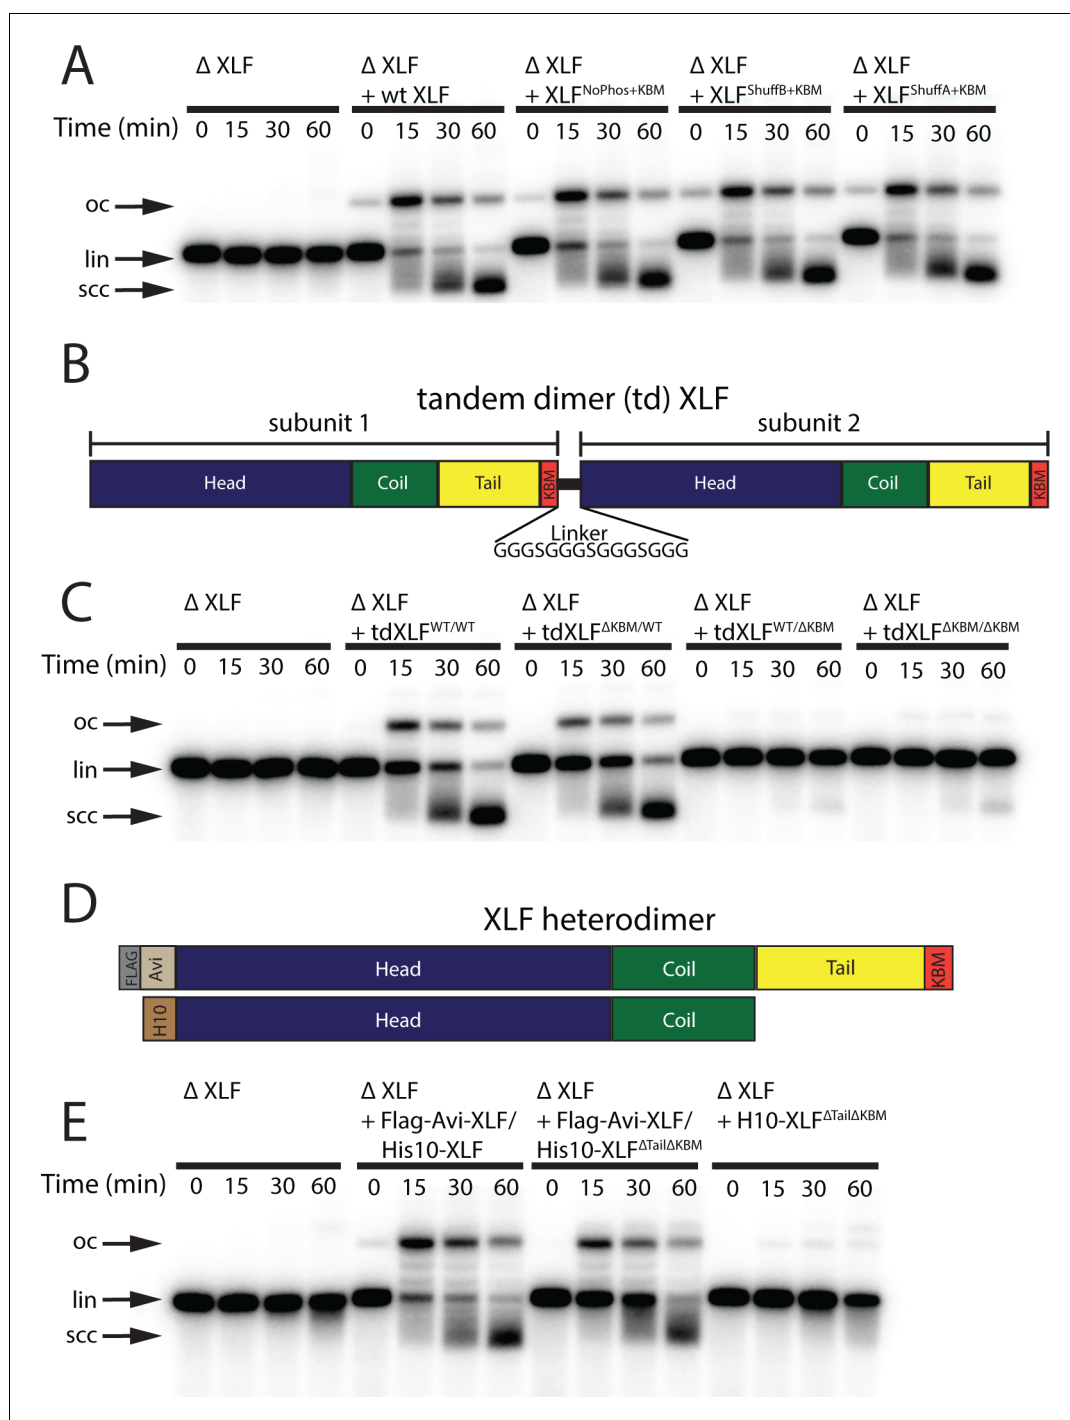 A
Δ XLF
Δ XLF
+ wt XLF
Δ XLF
+ XLF^NoPhos+KBM
Δ XLF
+ XLF^ShuffB+KBM
Δ XLF
+ XLF^ShuffA+KBM
Time (min) 0 15 30 60 0 15 30 60 0 15 30 60 0 15 30 60 0 15 30 60
oc
lin
scc
B
tandem dimer (td) XLF
subunit 1 subunit 2
Head Coil Tail KBM Head Coil Tail KBM
Linker
GGGSGGGSGGGSGGG
C
Δ XLF
Δ XLF
+ tdXLF^WT/WT
Δ XLF
+ tdXLF^ΔKBM/WT
Δ XLF
+ tdXLF^WT/ΔKBM
Δ XLF
+ tdXLF^ΔKBM/ΔKBM
Time (min) 0 15 30 60 0 15 30 60 0 15 30 60 0 15 30 60 0 15 30 60
oc
lin
scc
D
XLF heterodimer
FLAG Avi Head Coil Tail KBM
H10 Head Coil
E
Δ XLF
Δ XLF
+ Flag-Avi-XLF/
His10-XLF
Δ XLF
+ Flag-Avi-XLF/
His10-XLF^ΔTailΔKBM
Δ XLF
+ H10-XLF^ΔTailΔKBM
Time (min) 0 15 30 60 0 15 30 60 0 15 30 60 0 15 30 60
oc
lin
scc